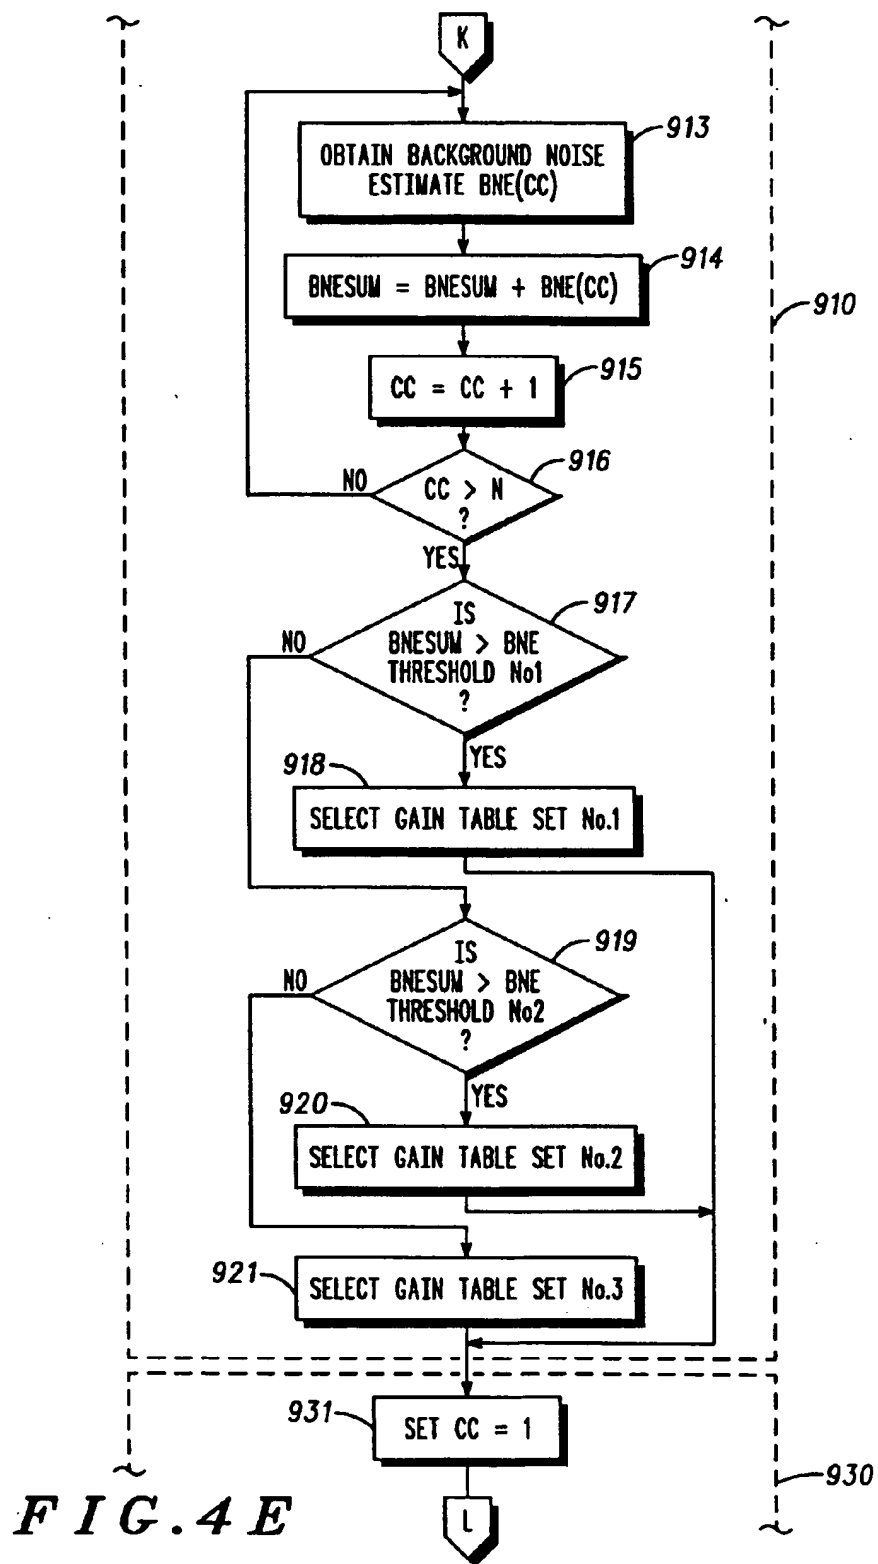 K
913
OBTAIN BACKGROUND NOISE
ESTIMATE BNE(CC)
914
BNESUM = BNESUM + BNE(CC)
910
915
CC = CC + 1
916
NO
CC > N
?
YES
917
IS
NO
BNESUM > BNE
THRESHOLD No1
?
YES
918
SELECT GAIN TABLE SET No.1
919
IS
NO
BNESUM > BNE
THRESHOLD No2
?
YES
920
SELECT GAIN TABLE SET No.2
921
SELECT GAIN TABLE SET No.3
931
SET CC = 1
930
FIG.4E
L